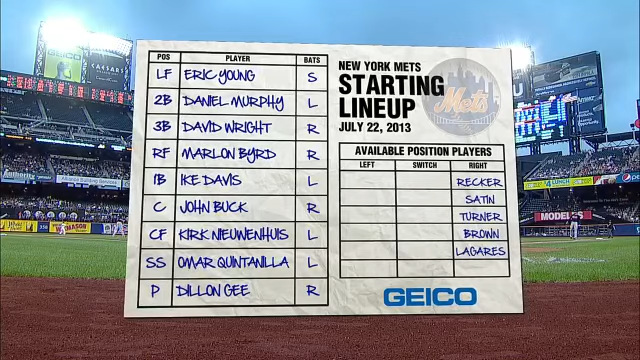 POS PLAYER BATS
LF ERIC YOUNG S
2B DANIEL MURPHY L
3B DAVID WRIGHT R
RF MARLON BYRD R
1B IKE DAVIS L
C JOHN BUCK R
CF KIRK NIEUWENHUIS L
SS OMAR QUINTANILLA L
P DILLON GEE R
NEW YORK METS
STARTING
LINEUP
JULY 22, 2013
Mets
AVAILABLE POSITION PLAYERS
LEFT SWITCH RIGHT
RECKER
SATIN
TURNER
BROWN
LAGARES
GEICO
GEICO
CAESARS
MODELL'S
pepsi